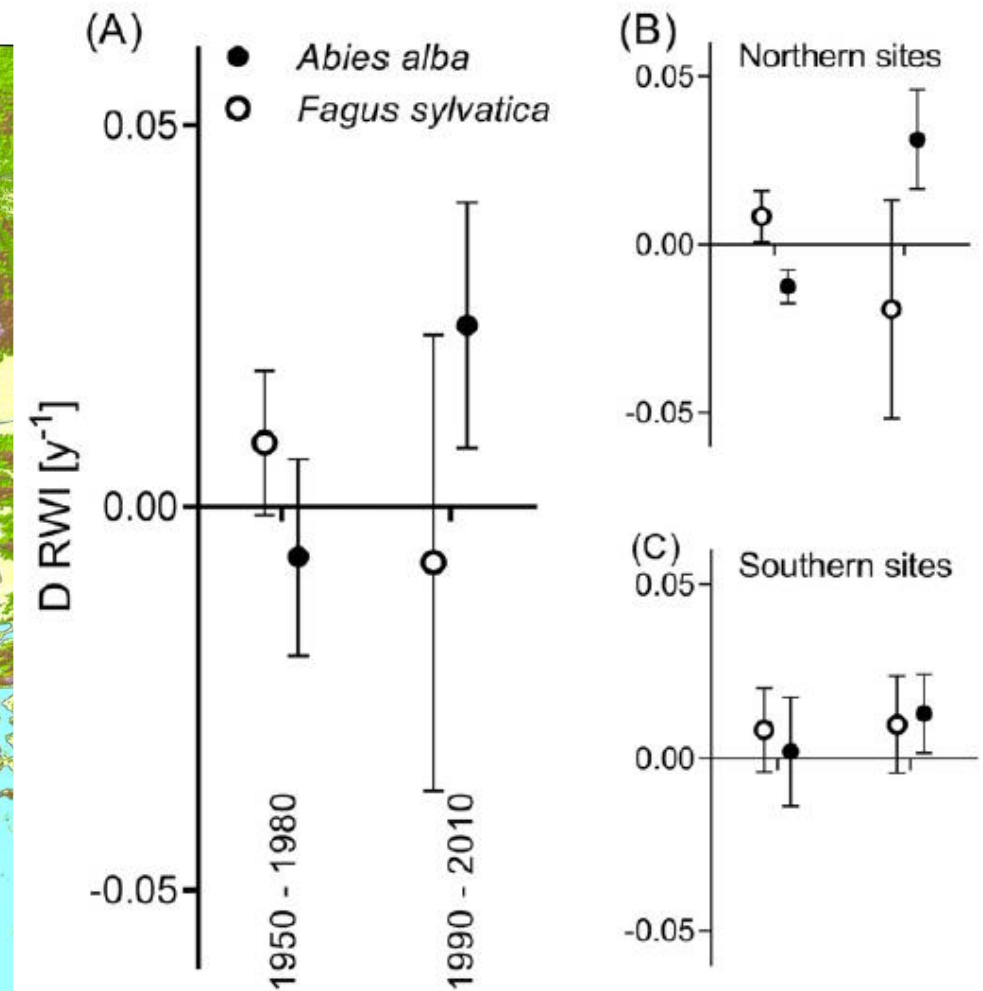 (A)
Abies alba
Fagus sylvatica
0.05
0.00
-0.05
D RWI [y-1]
1950 - 1980
1990 - 2010
(B)
Northern sites
0.05
0.00
-0.05
(C)
Southern sites
0.05
0.00
-0.05